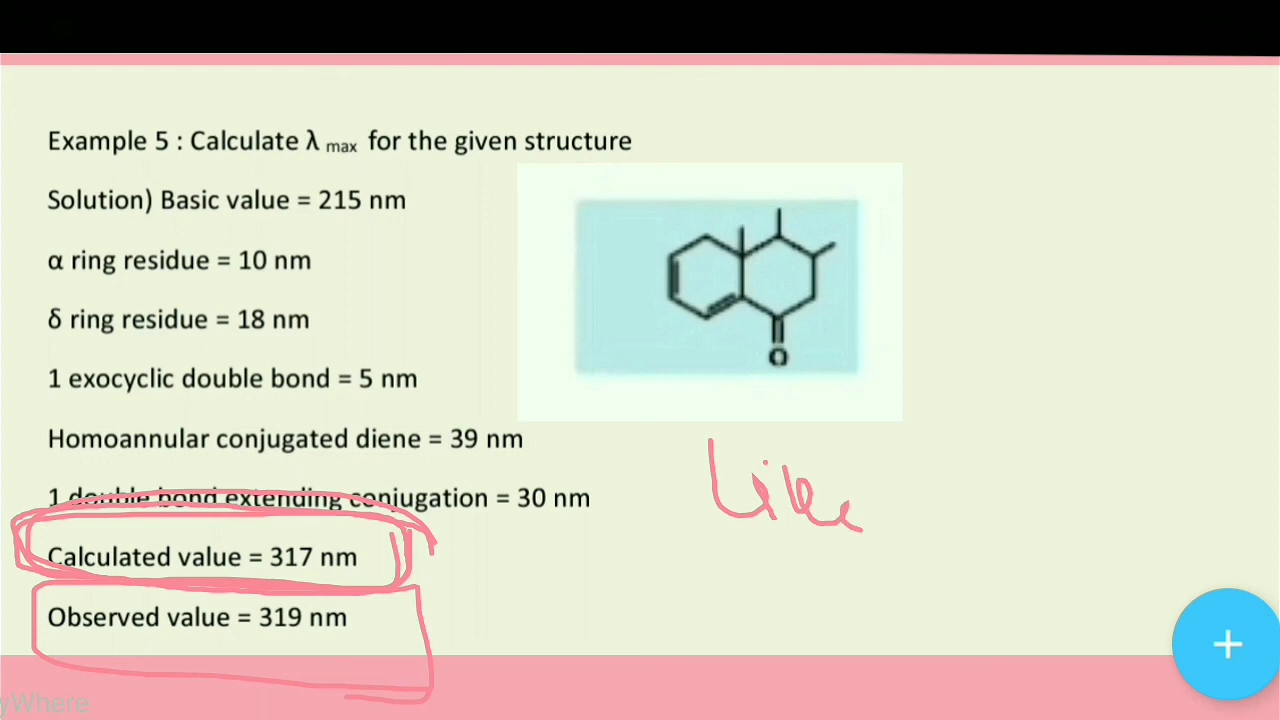 Example 5 : Calculate λ max for the given structure
Solution) Basic value = 215 nm
α ring residue = 10 nm
δ ring residue = 18 nm
1 exocyclic double bond = 5 nm
Homoannular conjugated diene = 39 nm
1 double bond extending conjugation = 30 nm
Calculated value = 317 nm
Observed value = 319 nm
O
Like
yWhere